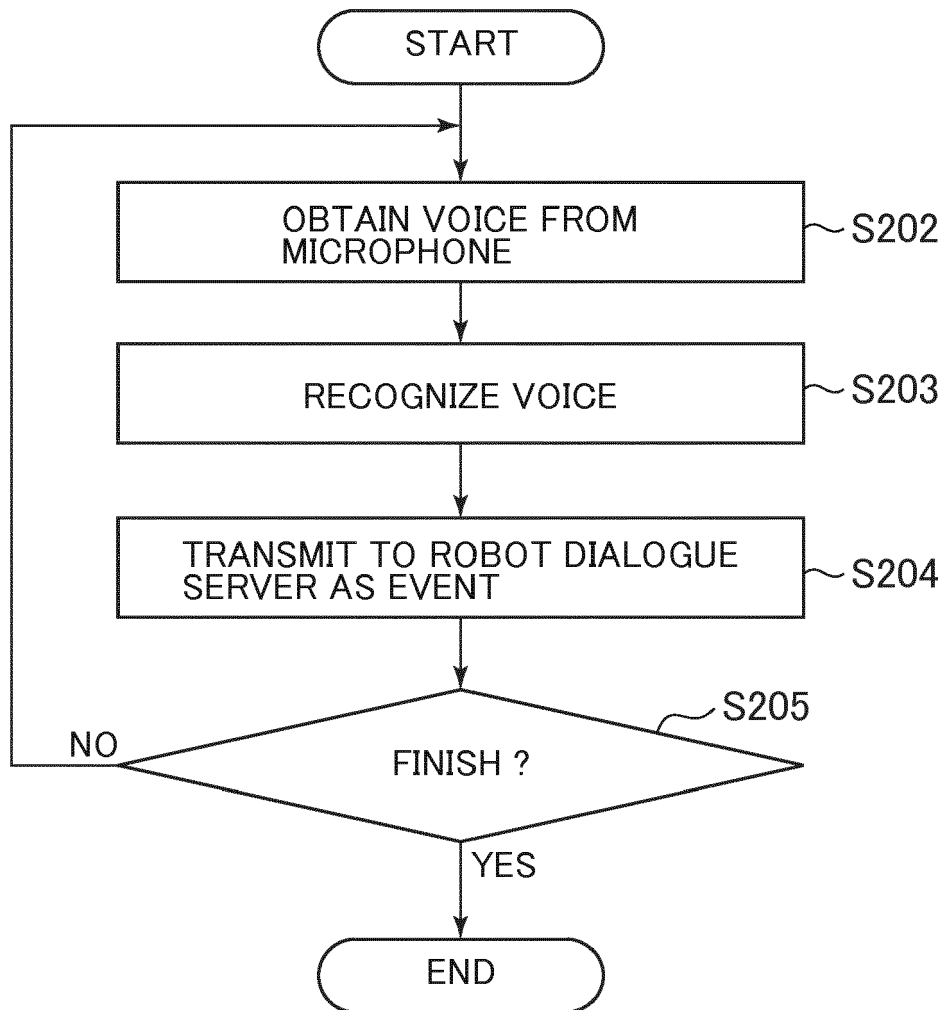 START
OBTAIN VOICE FROM
MICROPHONE
S202
RECOGNIZE VOICE
S203
TRANSMIT TO ROBOT DIALOGUE
SERVER AS EVENT
S204
S205
NO
FINISH ?
YES
END